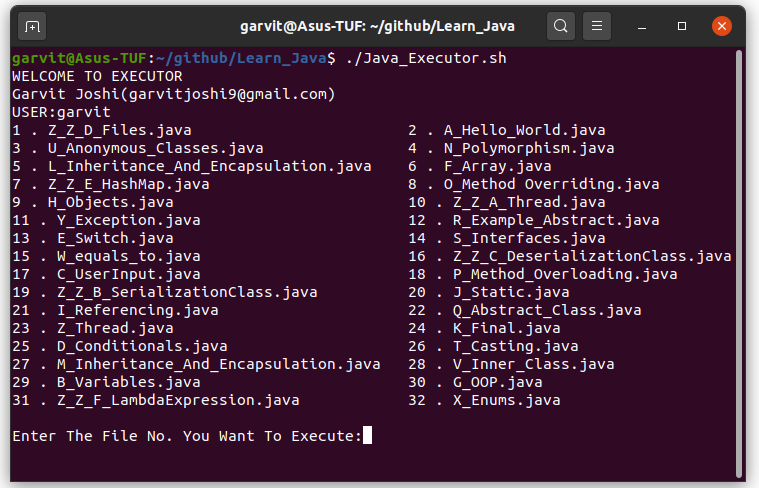 garvit@Asus-TUF: ~/github/Learn_Java
garvit@Asus-TUF:~/github/Learn_Java$ ./Java_Executor.sh
WELCOME TO EXECUTOR
Garvit Joshi(garvitjoshi9@gmail.com)
USER:garvit
1 . Z_Z_D_Files.java 2 . A_Hello_World.java
3 . U_Anonymous_Classes.java 4 . N_Polymorphism.java
5 . L_Inheritance_And_Encapsulation.java 6 . F_Array.java
7 . Z_Z_E_HashMap.java 8 . O_Method Overriding.java
9 . H_Objects.java 10 . Z_Z_A_Thread.java
11 . Y_Exception.java 12 . R_Example_Abstract.java
13 . E_Switch.java 14 . S_Interfaces.java
15 . W_equals_to.java 16 . Z_Z_C_DeserializationClass.java
17 . C_UserInput.java 18 . P_Method_Overloading.java
19 . Z_Z_B_SerializationClass.java 20 . J_Static.java
21 . I_Referencing.java 22 . Q_Abstract_Class.java
23 . Z_Thread.java 24 . K_Final.java
25 . D_Conditionals.java 26 . T_Casting.java
27 . M_Inheritance_And_Encapsulation.java 28 . V_Inner_Class.java
29 . B_Variables.java 30 . G_OOP.java
31 . Z_Z_F_LambdaExpression.java 32 . X_Enums.java
Enter The File No. You Want To Execute: